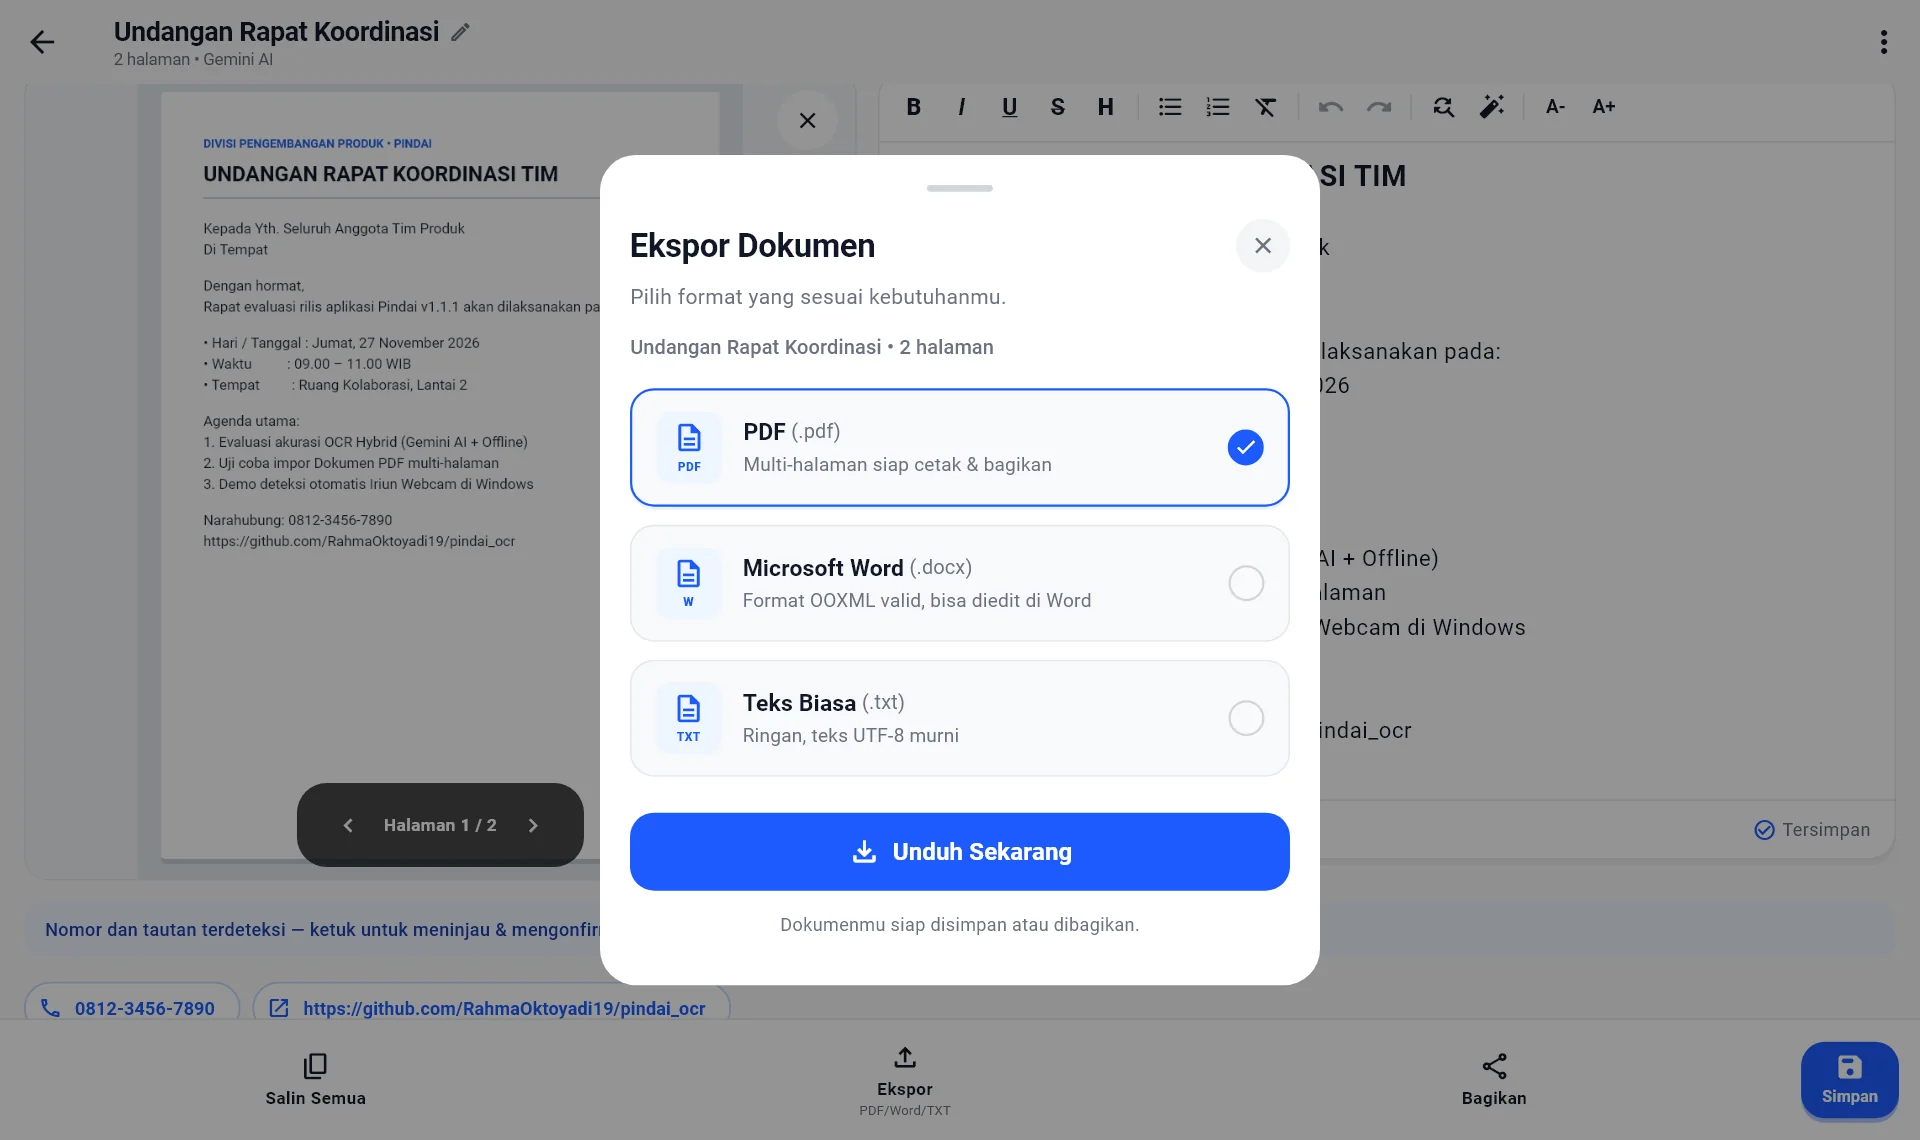 Undangan Rapat Koordinasi
2 halaman • Gemini AI
DIVISI PENGEMBANGAN PRODUK • PINDAI
UNDANGAN RAPAT KOORDINASI TIM
Kepada Yth. Seluruh Anggota Tim Produk
Di Tempat
Dengan hormat,
Rapat evaluasi rilis aplikasi Pindai v1.1.1 akan dilaksanakan pa
• Hari / Tanggal : Jumat, 27 November 2026
• Waktu : 09.00 – 11.00 WIB
• Tempat : Ruang Kolaborasi, Lantai 2
Agenda utama:
1. Evaluasi akurasi OCR Hybrid (Gemini AI + Offline)
2. Uji coba impor Dokumen PDF multi-halaman
3. Demo deteksi otomatis Iriun Webcam di Windows
Narahubung: 0812-3456-7890
https://github.com/RahmaOktoyadi19/pindai_ocr
Halaman 1 / 2
B I U S H A- A+
SI TIM
k
laksanakan pada:
026
AI + Offline)
alaman
Webcam di Windows
indai_ocr
Tersimpan
Ekspor Dokumen
Pilih format yang sesuai kebutuhanmu.
Undangan Rapat Koordinasi • 2 halaman
PDF
PDF (.pdf)
Multi-halaman siap cetak & bagikan
W
Microsoft Word (.docx)
Format OOXML valid, bisa diedit di Word
TXT
Teks Biasa (.txt)
Ringan, teks UTF-8 murni
Unduh Sekarang
Dokumenmu siap disimpan atau dibagikan.
Nomor dan tautan terdeteksi — ketuk untuk meninjau & mengonfir
0812-3456-7890
https://github.com/RahmaOktoyadi19/pindai_ocr
Salin Semua
Ekspor
PDF/Word/TXT
Bagikan
Simpan